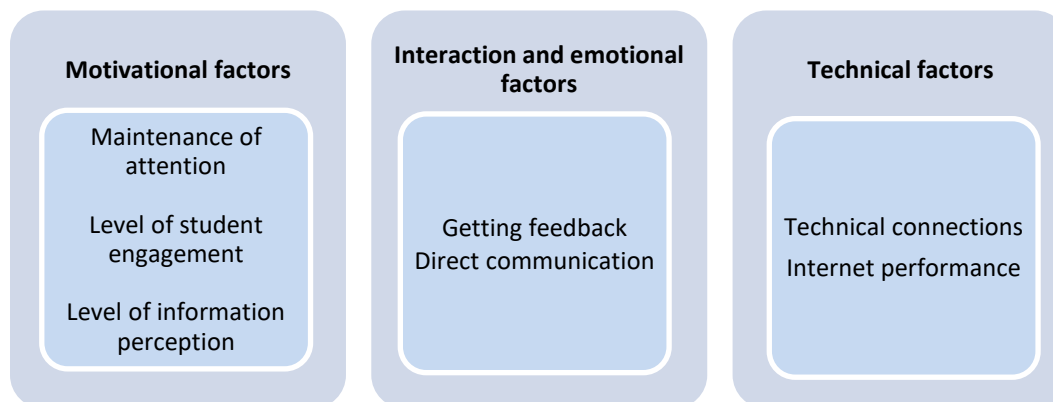 Motivational factors
Maintenance of
attention
Level of student
engagement
Level of information
perception
Interaction and emotional
factors
Getting feedback
Direct communication
Technical factors
Technical connections
Internet performance